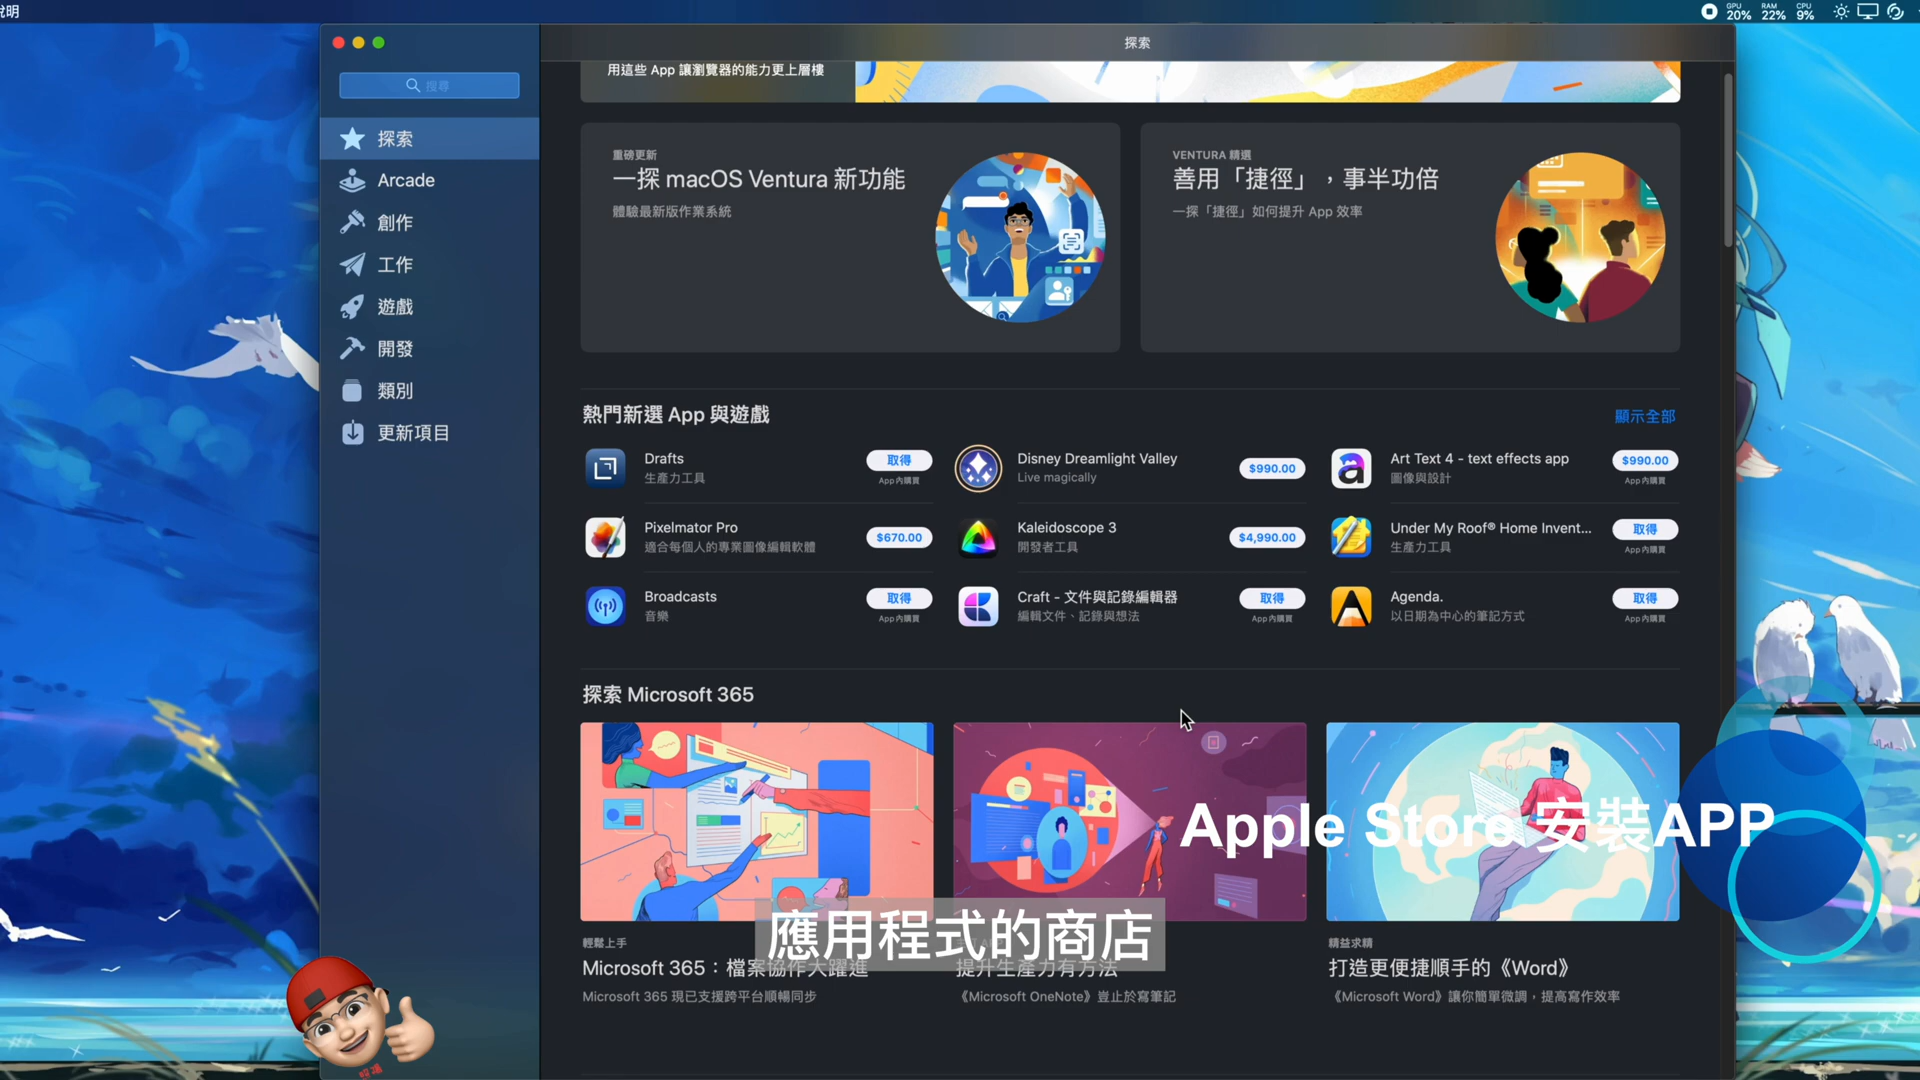 說明
GPU
20%
RAM
22%
CPU
9%
探索
搜尋
探索
Arcade
創作
工作
遊戲
開發
類別
更新項目
用這些 App 讓瀏覽器的能力更上層樓
重磅更新
一探 macOS Ventura 新功能
體驗最新版作業系統
VENTURA 精選
善用「捷徑」，事半功倍
一探「捷徑」如何提升 App 效率
熱門新選 App 與遊戲
顯示全部
Drafts
生產力工具
取得
App 內購買
Disney Dreamlight Valley
Live magically
$990.00
Art Text 4 - text effects app
圖像與設計
$990.00
App 內購買
Pixelmator Pro
適合每個人的專業圖像編輯軟體
$670.00
Kaleidoscope 3
開發者工具
$4,990.00
Under My Roof® Home Invent...
生產力工具
取得
App 內購買
Broadcasts
音樂
取得
App 內購買
Craft - 文件與記錄編輯器
編輯文件、記錄與想法
取得
App 內購買
Agenda.
以日期為中心的筆記方式
取得
App 內購買
探索 Microsoft 365
Apple Store 安裝APP
應用程式的商店
輕鬆上手
Microsoft 365：檔案協作大躍進
Microsoft 365 現已支援跨平台順暢同步
提升生產力有方法
《Microsoft OneNote》豈止於寫筆記
精益求精
打造更便捷順手的《Word》
《Microsoft Word》讓你簡單微調，提高寫作效率